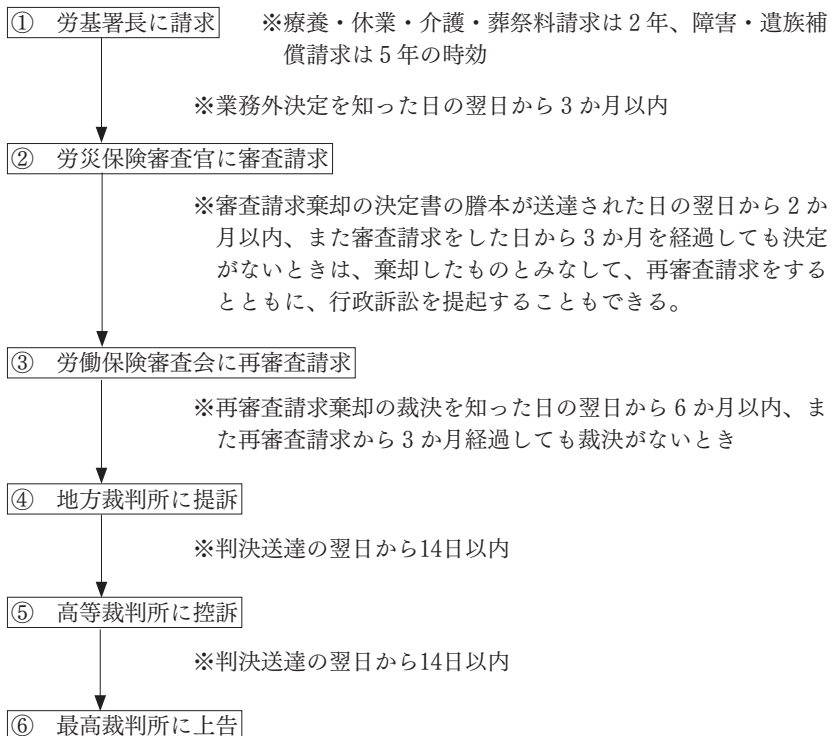 ① 労基署長に請求 ※療養・休業・介護・葬祭料請求は2年、障害・遺族補
償請求は5年の時効
※業務外決定を知った日の翌日から3か月以内
② 労災保険審査官に審査請求
※審査請求棄却の決定書の謄本が送達された日の翌日から2か
月以内、また審査請求をした日から3か月を経過しても決定
がないときは、棄却したものとみなして、再審査請求をする
とともに、行政訴訟を提起することもできる。
③ 労働保険審査会に再審査請求
※再審査請求棄却の裁決を知った日の翌日から6か月以内、ま
た再審査請求から3か月経過しても裁決がないとき
④ 地方裁判所に提訴
※判決送達の翌日から14日以内
⑤ 高等裁判所に控訴
※判決送達の翌日から14日以内
⑥ 最高裁判所に上告